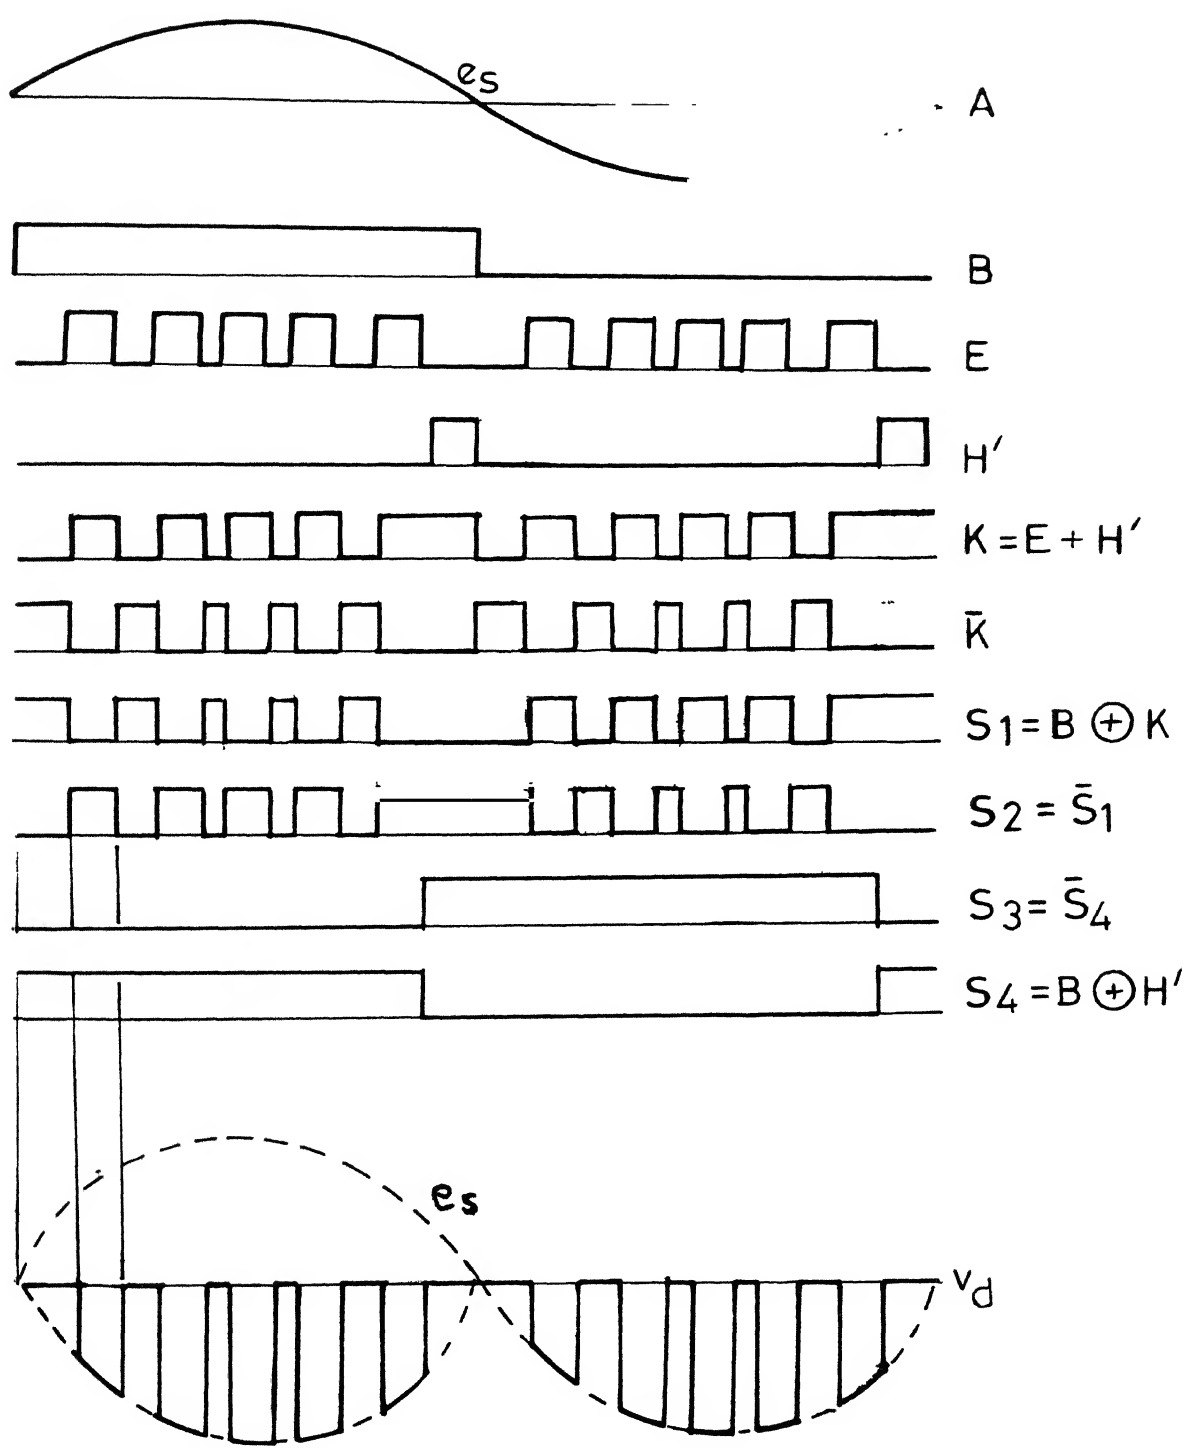 eS
A
B
E
H′
K = E + H′
K̄
S1 = B ⊕ K
S2 = S̄1
S3 = S̄4
S4 = B ⊕ H′
es
vd